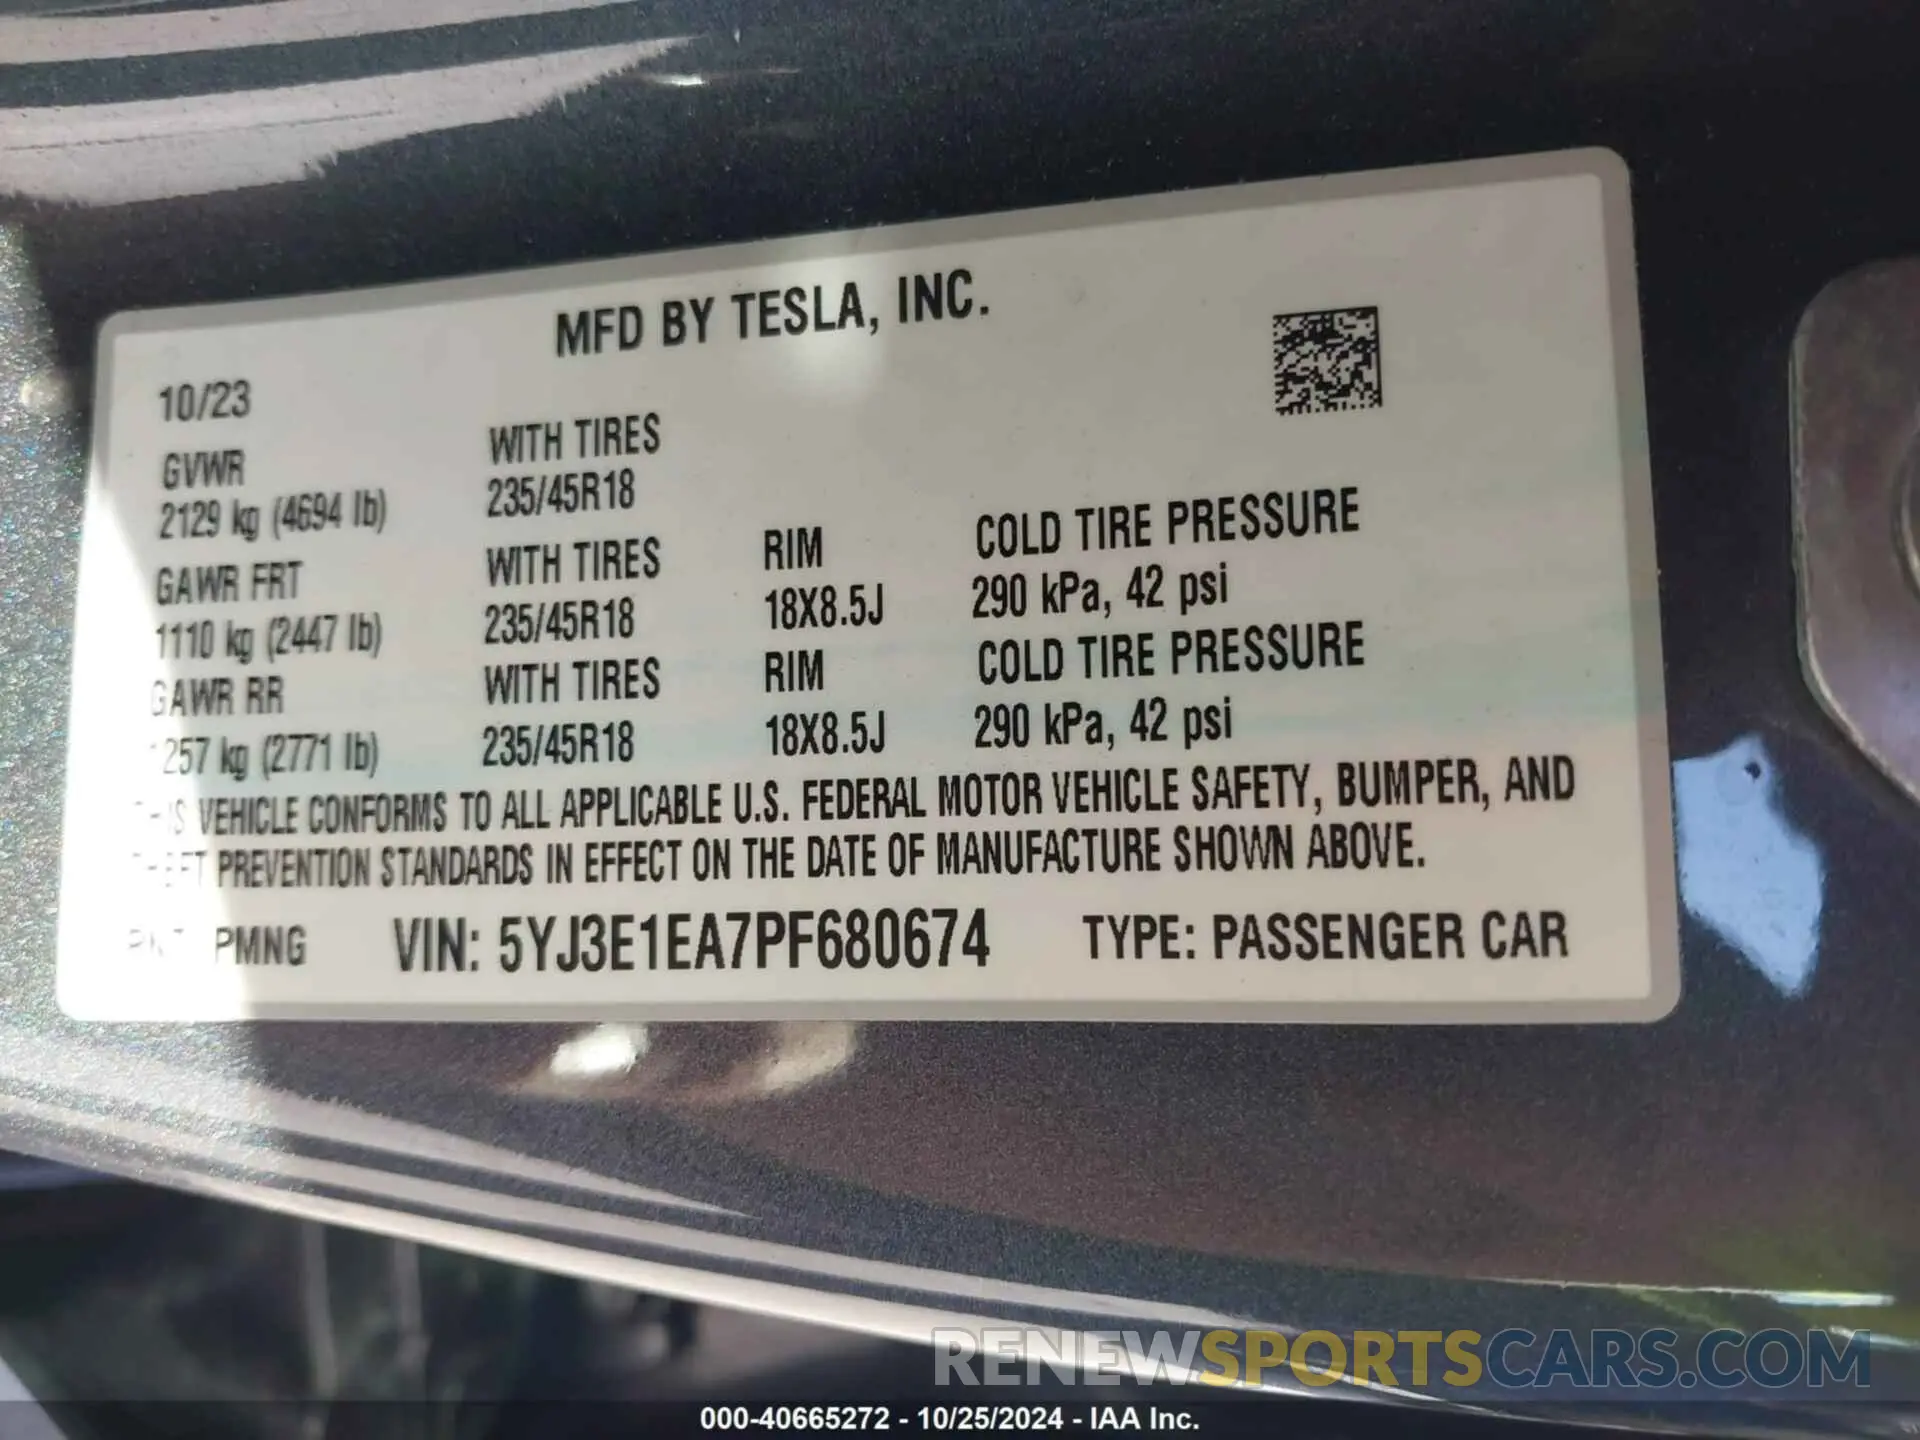 MFD BY TESLA, INC.
10/23
GVWR WITH TIRES
2129 kg (4694 lb) 235/45R18
GAWR FRT WITH TIRES RIM COLD TIRE PRESSURE
1110 kg (2447 lb) 235/45R18 18X8.5J 290 kPa, 42 psi
GAWR RR WITH TIRES RIM COLD TIRE PRESSURE
1257 kg (2771 lb) 235/45R18 18X8.5J 290 kPa, 42 psi
THIS VEHICLE CONFORMS TO ALL APPLICABLE U.S. FEDERAL MOTOR VEHICLE SAFETY, BUMPER, AND
THEFT PREVENTION STANDARDS IN EFFECT ON THE DATE OF MANUFACTURE SHOWN ABOVE.
PMNG VIN: 5YJ3E1EA7PF680674 TYPE: PASSENGER CAR
RENEWSPORTSCARS.COM
000-40665272 - 10/25/2024 - IAA Inc.